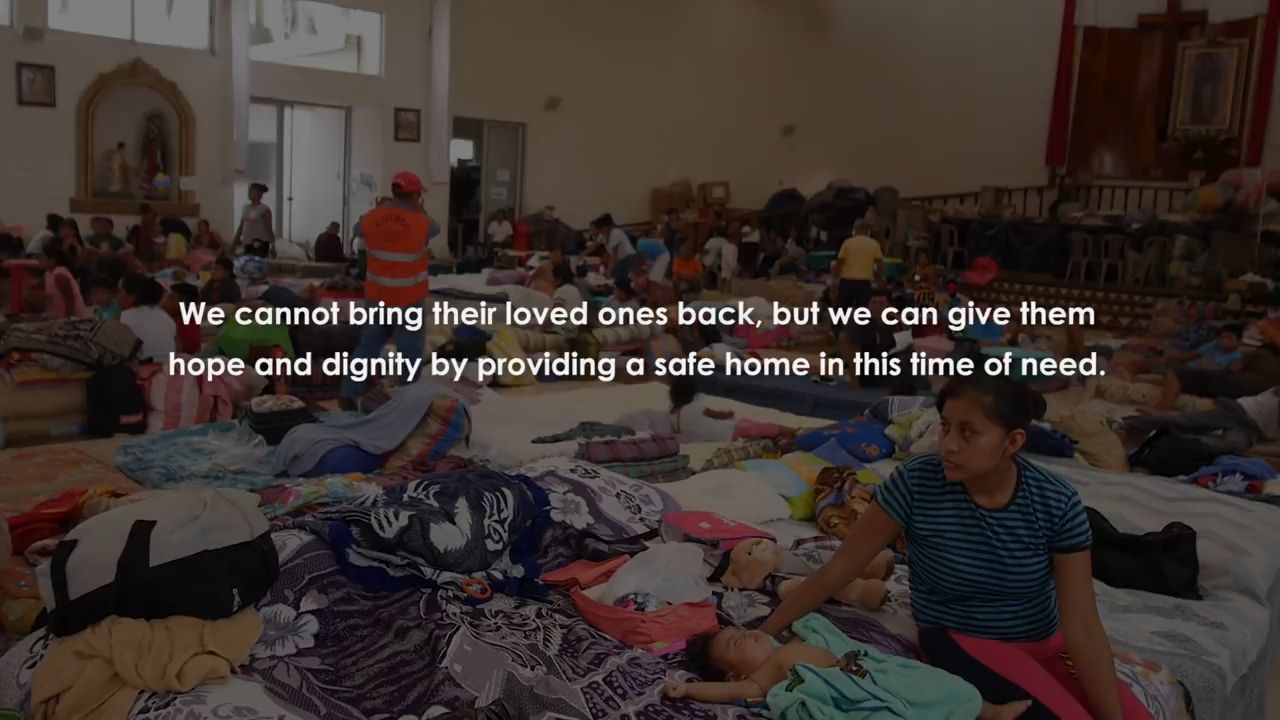 We cannot bring their loved ones back, but we can give them
hope and dignity by providing a safe home in this time of need.